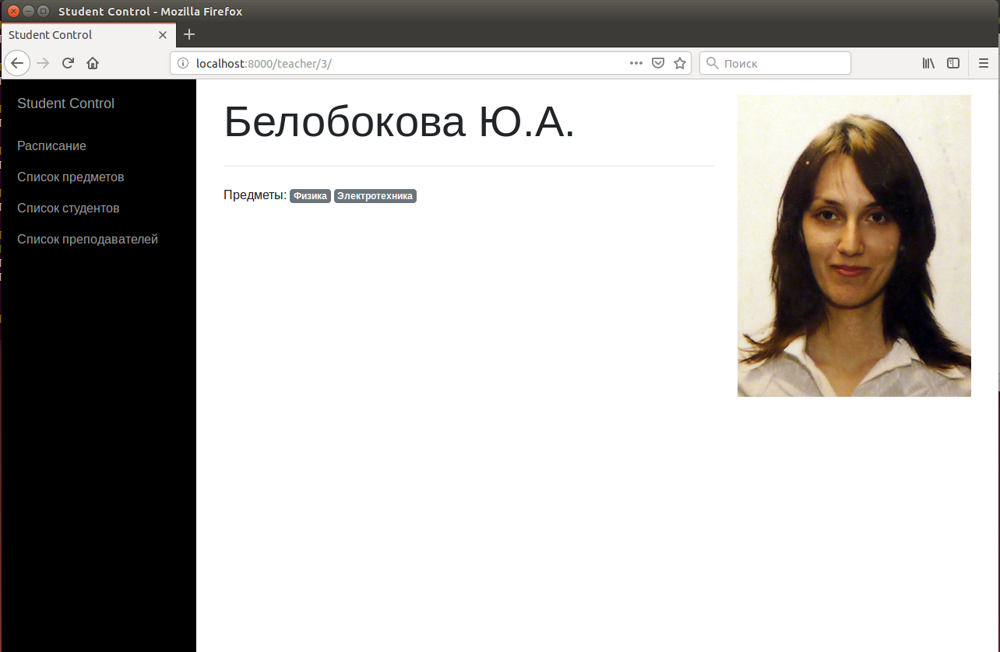 Student Control - Mozilla Firefox
Student Control
localhost:8000/teacher/3/
Поиск
Student Control
Расписание
Список предметов
Список студентов
Список преподавателей
Белобокова Ю.А.
Предметы: Физика Электротехника